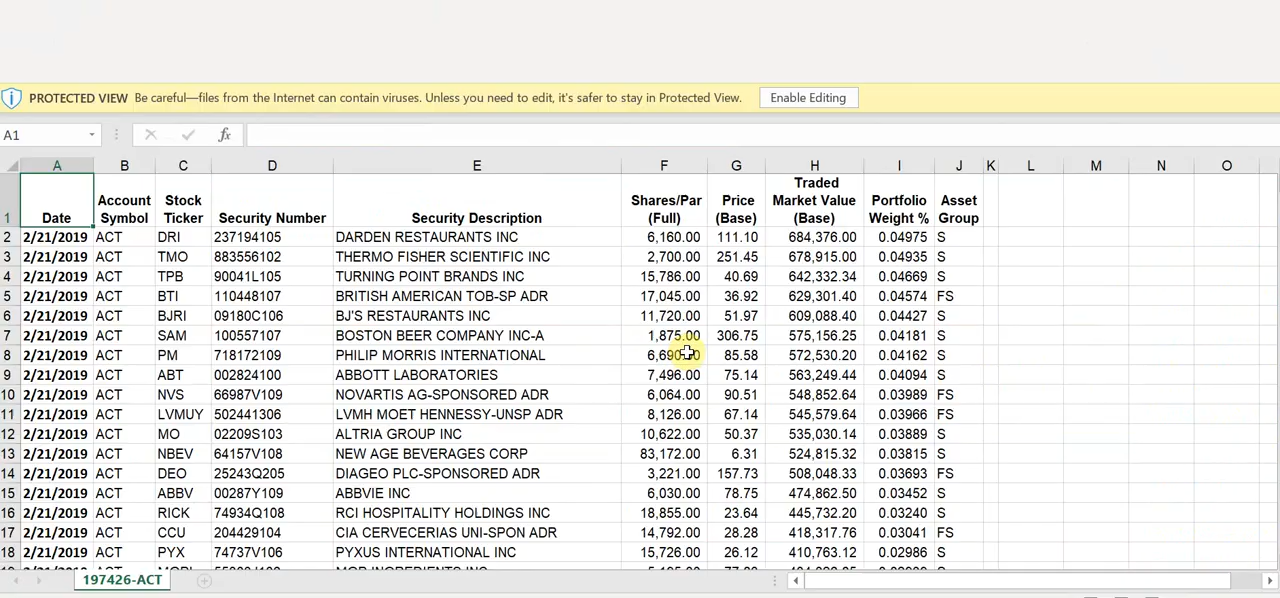 PROTECTED VIEW Be careful—files from the Internet can contain viruses. Unless you need to edit, it's safer to stay in Protected View. Enable Editing
A1 fx
A B C D E F G H I J K L M N O
1 Date Account Symbol Stock Ticker Security Number Security Description Shares/Par (Full) Price (Base) Traded Market Value (Base) Portfolio Weight % Asset Group
2 2/21/2019 ACT DRI 237194105 DARDEN RESTAURANTS INC 6,160.00 111.10 684,376.00 0.04975 S
3 2/21/2019 ACT TMO 883556102 THERMO FISHER SCIENTIFIC INC 2,700.00 251.45 678,915.00 0.04935 S
4 2/21/2019 ACT TPB 90041L105 TURNING POINT BRANDS INC 15,786.00 40.69 642,332.34 0.04669 S
5 2/21/2019 ACT BTI 110448107 BRITISH AMERICAN TOB-SP ADR 17,045.00 36.92 629,301.40 0.04574 FS
6 2/21/2019 ACT BJRI 09180C106 BJ'S RESTAURANTS INC 11,720.00 51.97 609,088.40 0.04427 S
7 2/21/2019 ACT SAM 100557107 BOSTON BEER COMPANY INC-A 1,875.00 306.75 575,156.25 0.04181 S
8 2/21/2019 ACT PM 718172109 PHILIP MORRIS INTERNATIONAL 85.58 572,530.20 0.04162 S
9 2/21/2019 ACT ABT 002824100 ABBOTT LABORATORIES 7,496.00 75.14 563,249.44 0.04094 S
10 2/21/2019 ACT NVS 66987V109 NOVARTIS AG-SPONSORED ADR 6,064.00 90.51 548,852.64 0.03989 FS
11 2/21/2019 ACT LVMUY 502441306 LVMH MOET HENNESSY-UNSP ADR 8,126.00 67.14 545,579.64 0.03966 FS
12 2/21/2019 ACT MO 02209S103 ALTRIA GROUP INC 10,622.00 50.37 535,030.14 0.03889 S
13 2/21/2019 ACT NBEV 64157V108 NEW AGE BEVERAGES CORP 83,172.00 6.31 524,815.32 0.03815 S
14 2/21/2019 ACT DEO 25243Q205 DIAGEO PLC-SPONSORED ADR 3,221.00 157.73 508,048.33 0.03693 FS
15 2/21/2019 ACT ABBV 00287Y109 ABBVIE INC 6,030.00 78.75 474,862.50 0.03452 S
16 2/21/2019 ACT RICK 74934Q108 RCI HOSPITALITY HOLDINGS INC 18,855.00 23.64 445,732.20 0.03240 S
17 2/21/2019 ACT CCU 204429104 CIA CERVECERIAS UNI-SPON ADR 14,792.00 28.28 418,317.76 0.03041 FS
18 2/21/2019 ACT PYX 74737V106 PYXUS INTERNATIONAL INC 15,726.00 26.12 410,763.12 0.02986 S
197426-ACT